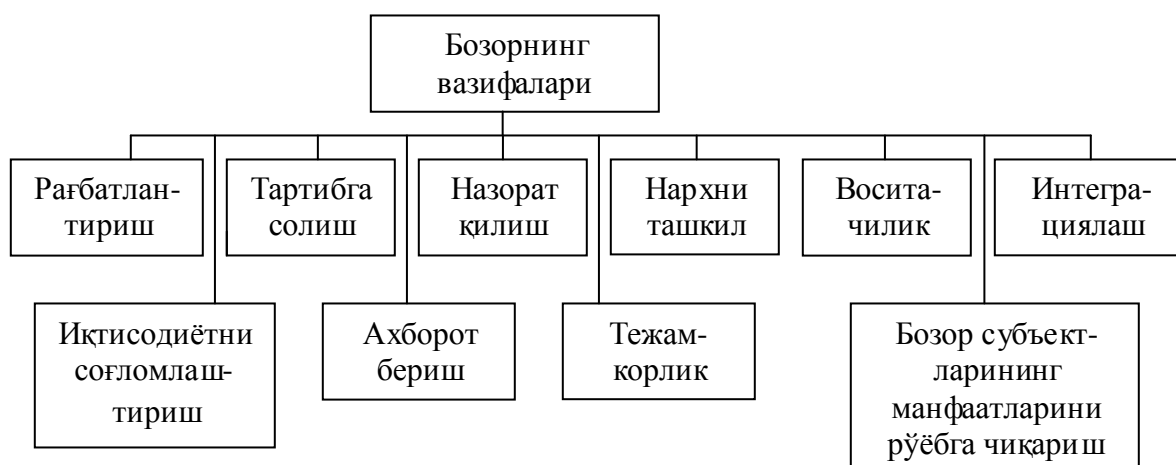 Бозорнинг
вазифалари
Рағбатлан-
тириш
Тартибга
солиш
Назорат
қилиш
Нархни
ташкил
Восита-
чилик
Интегра-
циялаш
Иқтисодиётни
соғломлаш-
тириш
Ахборот
бериш
Тежам-
корлик
Бозор субъект-
ларининг
манфаатларини
рўёбга чиқариш